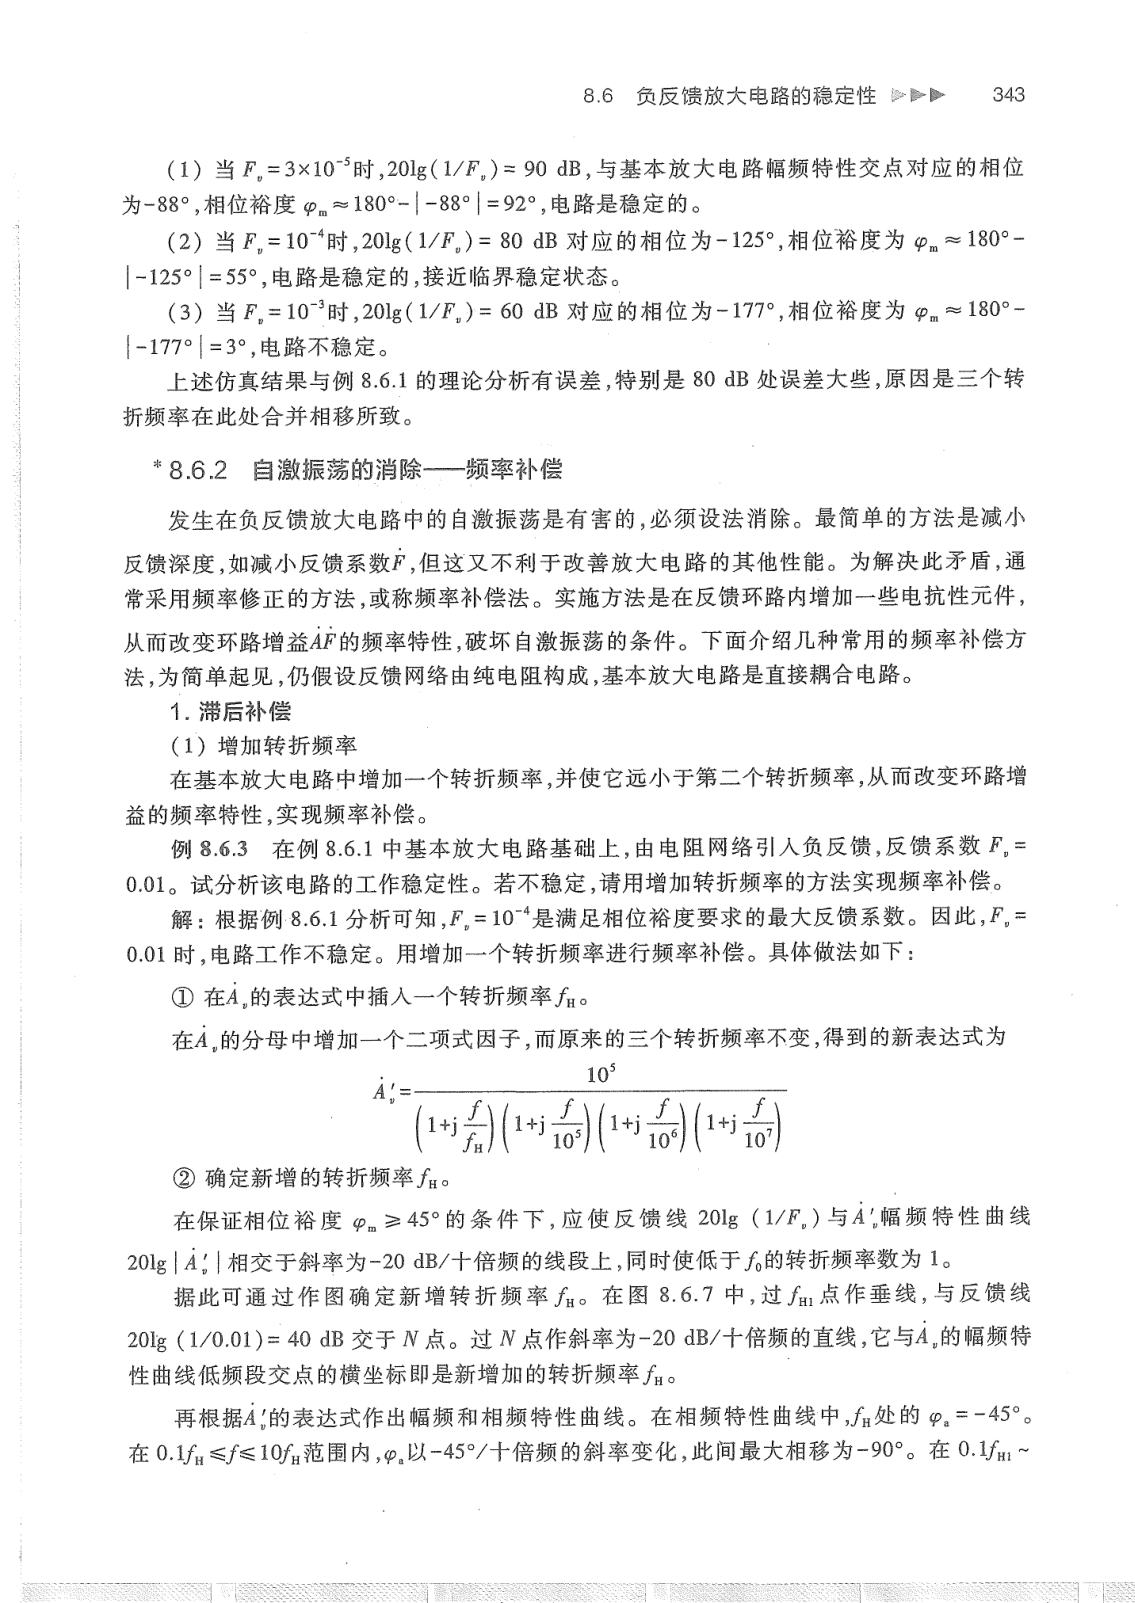 8.6 负反馈放大电路的稳定性 ▶▶▶ 343
(1) 当 Fᵥ=3×10⁻⁵时,20lg(1/Fᵥ)= 90 dB,与基本放大电路幅频特性交点对应的相位
为-88°,相位裕度 φₘ≈180°-|-88°|=92°,电路是稳定的。
(2) 当 Fᵥ=10⁻⁴时,20lg(1/Fᵥ)= 80 dB 对应的相位为-125°,相位裕度为 φₘ≈180°-
|-125°|=55°,电路是稳定的,接近临界稳定状态。
(3) 当 Fᵥ=10⁻³时,20lg(1/Fᵥ)= 60 dB 对应的相位为-177°,相位裕度为 φₘ≈180°-
|-177°|=3°,电路不稳定。
上述仿真结果与例 8.6.1 的理论分析有误差,特别是 80 dB 处误差大些,原因是三个转
折频率在此处合并相移所致。
*8.6.2 自激振荡的消除——频率补偿
发生在负反馈放大电路中的自激振荡是有害的,必须设法消除。最简单的方法是减小
反馈深度,如减小反馈系数Ḟ,但这又不利于改善放大电路的其他性能。为解决此矛盾,通
常采用频率修正的方法,或称频率补偿法。实施方法是在反馈环路内增加一些电抗性元件,
从而改变环路增益ȦḞ的频率特性,破坏自激振荡的条件。下面介绍几种常用的频率补偿方
法,为简单起见,仍假设反馈网络由纯电阻构成,基本放大电路是直接耦合电路。
1. 滞后补偿
(1) 增加转折频率
在基本放大电路中增加一个转折频率,并使它远小于第二个转折频率,从而改变环路增
益的频率特性,实现频率补偿。
例 8.6.3 在例 8.6.1 中基本放大电路基础上,由电阻网络引入负反馈,反馈系数 Fᵥ=
0.01。试分析该电路的工作稳定性。若不稳定,请用增加转折频率的方法实现频率补偿。
解: 根据例 8.6.1 分析可知,Fᵥ=10⁻⁴是满足相位裕度要求的最大反馈系数。因此,Fᵥ=
0.01 时,电路工作不稳定。用增加一个转折频率进行频率补偿。具体做法如下:
① 在Ȧᵥ的表达式中插入一个转折频率f_H。
在Ȧᵥ的分母中增加一个二项式因子,而原来的三个转折频率不变,得到的新表达式为
Ȧ′ᵥ= 10⁵ / (1+j f/f_H)(1+j f/10⁵)(1+j f/10⁶)(1+j f/10⁷)
② 确定新增的转折频率f_H。
在保证相位裕度 φₘ≥45°的条件下,应使反馈线 20lg (1/Fᵥ)与Ȧ′ᵥ幅频特性曲线
20lg|Ȧ′ᵥ|相交于斜率为-20 dB/十倍频的线段上,同时使低于f₀的转折频率数为 1。
据此可通过作图确定新增转折频率 f_H。在图 8.6.7 中,过f_H1点作垂线,与反馈线
20lg (1/0.01)= 40 dB 交于 N 点。过 N 点作斜率为-20 dB/十倍频的直线,它与Ȧᵥ的幅频特
性曲线低频段交点的横坐标即是新增加的转折频率f_H。
再根据Ȧ′ᵥ的表达式作出幅频和相频特性曲线。在相频特性曲线中,f_H处的 φₐ=-45°。
在 0.1f_H≤f≤10f_H范围内,φₐ以-45°/十倍频的斜率变化,此间最大相移为-90°。在 0.1f_H1~